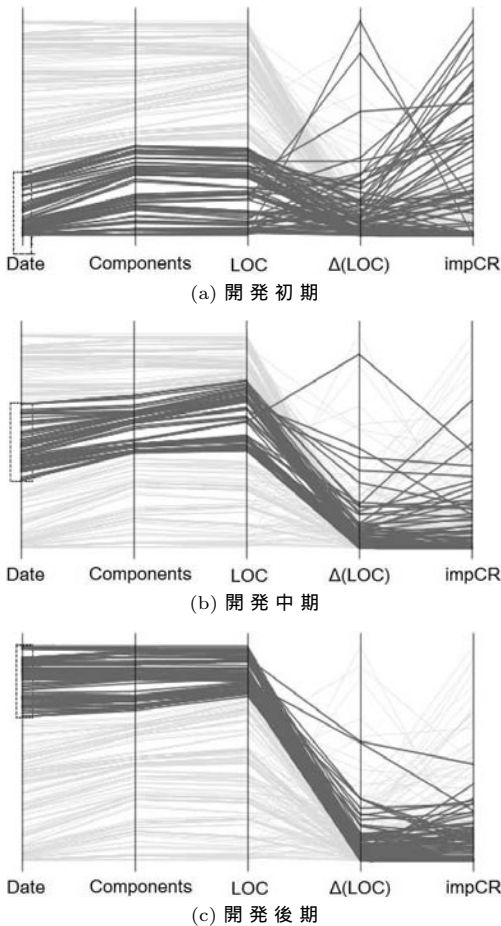 Date Components LOC Δ(LOC) impCR
(a) 開発初期
Date Components LOC Δ(LOC) impCR
(b) 開発中期
Date Components LOC Δ(LOC) impCR
(c) 開発後期